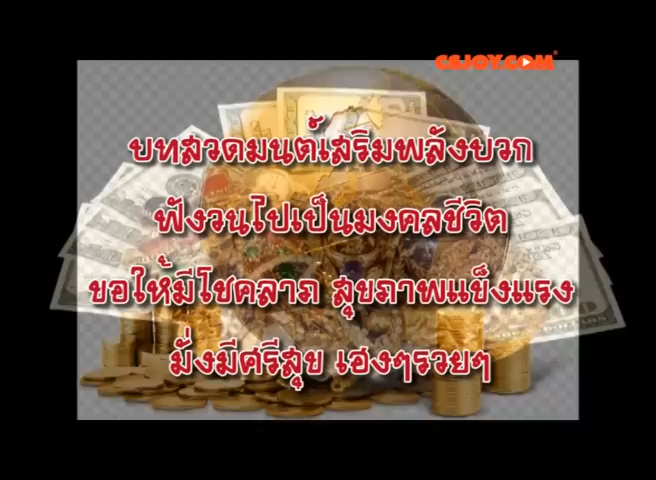 C8JOY.COM®
บทสวดมนต์เสริมพลังบวก
ฟังวนไปเป็นมงคลชีวิต
ขอให้มีโชคลาภ สุขภาพแข็งแรง
มั่งมีศรีสุข เฮงๆรวยๆ